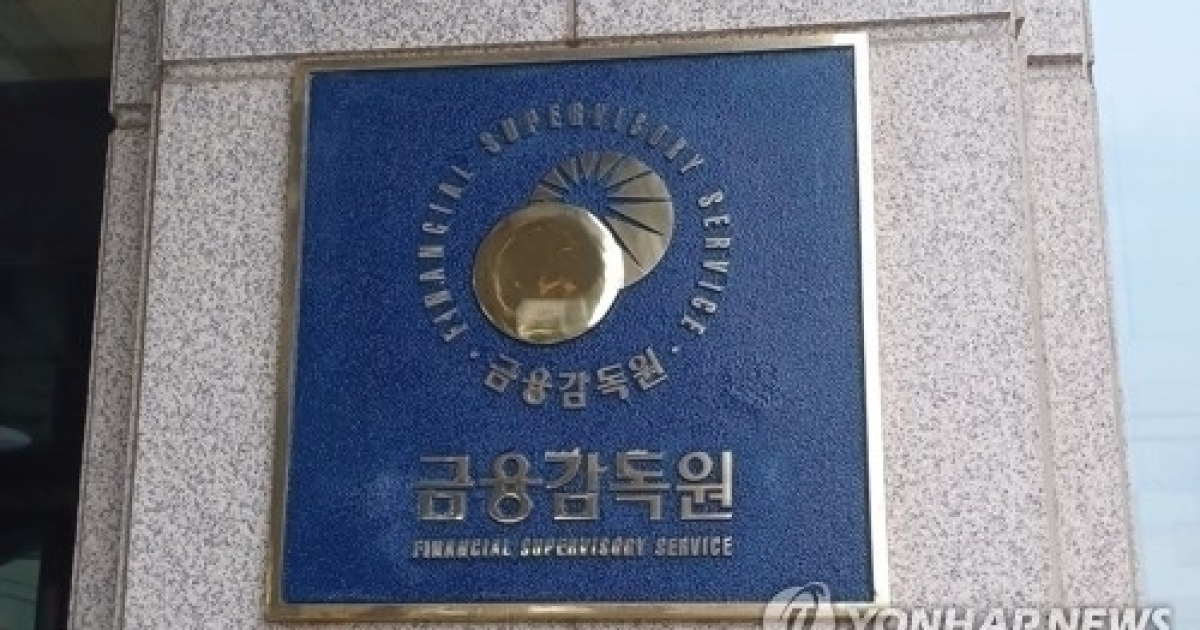 FINANCIAL SUPERVISORY SERVICE
· 금융감독원 ·
금융감독원
FINANCIAL SUPERVISORY SERVICE
YONHAP NEWS